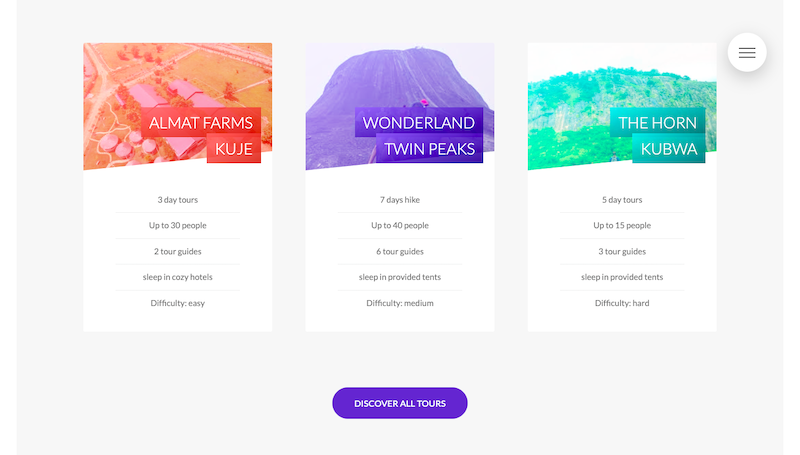 ALMAT FARMS
KUJE
3 day tours
Up to 30 people
2 tour guides
sleep in cozy hotels
Difficulty: easy
WONDERLAND
TWIN PEAKS
7 days hike
Up to 40 people
6 tour guides
sleep in provided tents
Difficulty: medium
THE HORN
KUBWA
5 day tours
Up to 15 people
3 tour guides
sleep in provided tents
Difficulty: hard
DISCOVER ALL TOURS